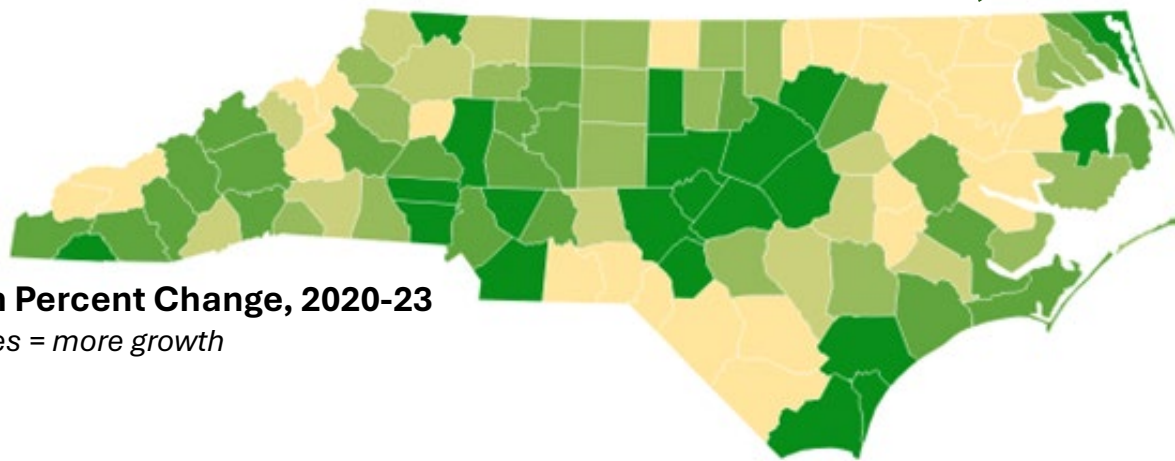 n Percent Change, 2020-23
es = more growth